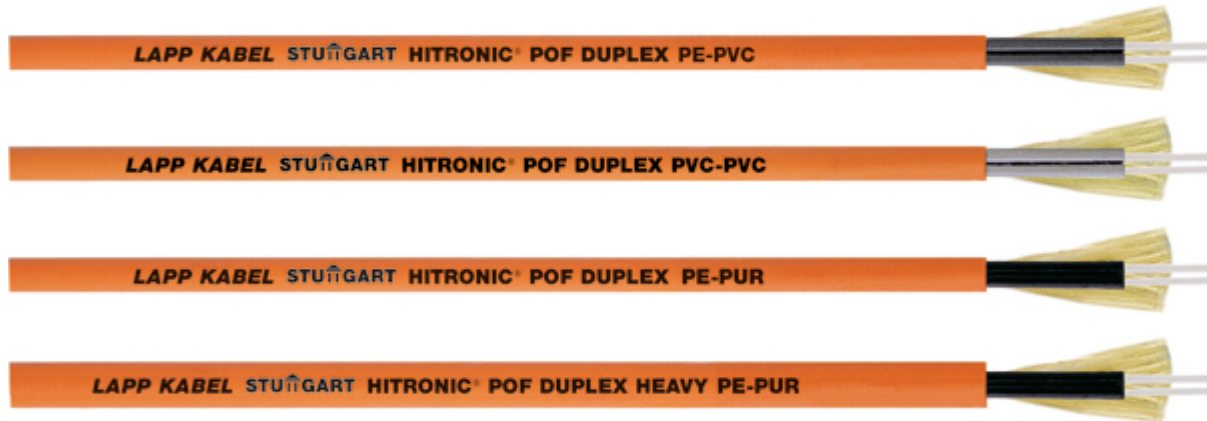 LAPP KABEL STUTTGART HITRONIC® POF DUPLEX PE-PVC
LAPP KABEL STUTTGART HITRONIC® POF DUPLEX PVC-PVC
LAPP KABEL STUTTGART HITRONIC® POF DUPLEX PE-PUR
LAPP KABEL STUTTGART HITRONIC® POF DUPLEX HEAVY PE-PUR